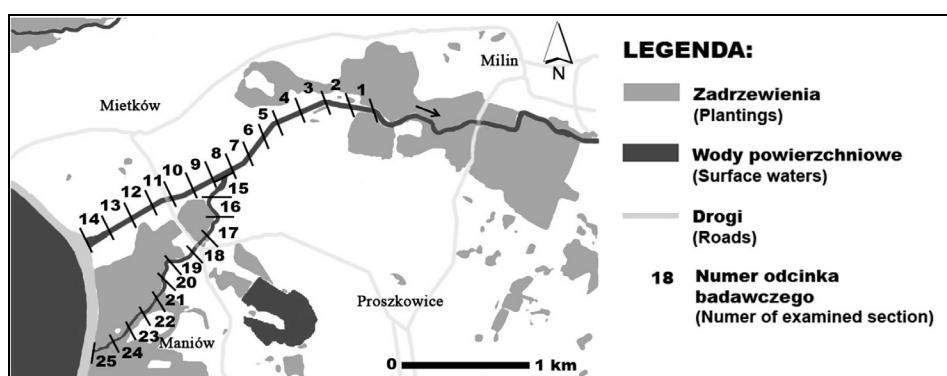 Milin
Mietków
N
1
2
3
4
5
6
7
8
9
10
11
12
13
14
15
16
17
18
19
20
21
22
23
24
25
Proszkowice
Maniów
0 1 km
LEGENDA:
Zadrzewienia
(Plantings)
Wody powierzchniowe
(Surface waters)
Drogi
(Roads)
18 Numer odcinka
badawczego
(Numer of examined section)